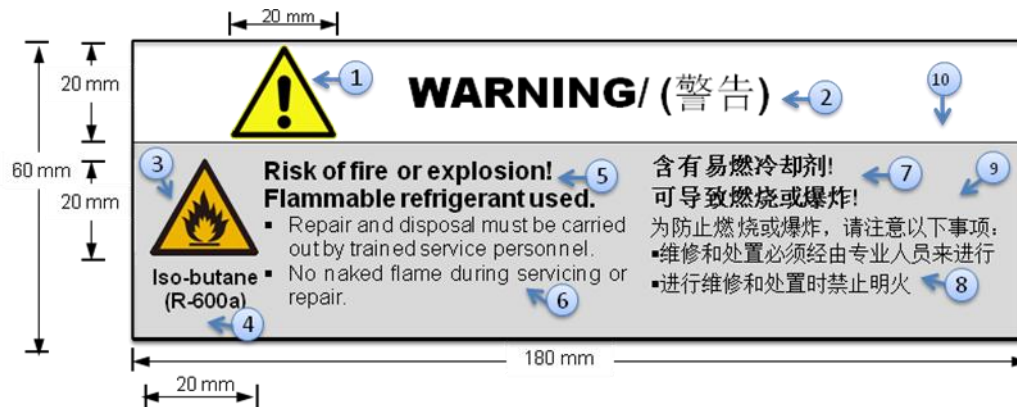 20 mm
1
WARNING/ (警告)
2
10
20 mm
60 mm
3
Risk of fire or explosion!
Flammable refrigerant used.
5
▪ Repair and disposal must be carried
out by trained service personnel.
▪ No naked flame during servicing or
repair.
6
含有易燃冷却剂!
可导致燃烧或爆炸!
7
9
为防止燃烧或爆炸，请注意以下事项:
▪维修和处置必须经由专业人员来进行
▪进行维修和处置时禁止明火
8
20 mm
Iso-butane
(R-600a)
4
180 mm
20 mm